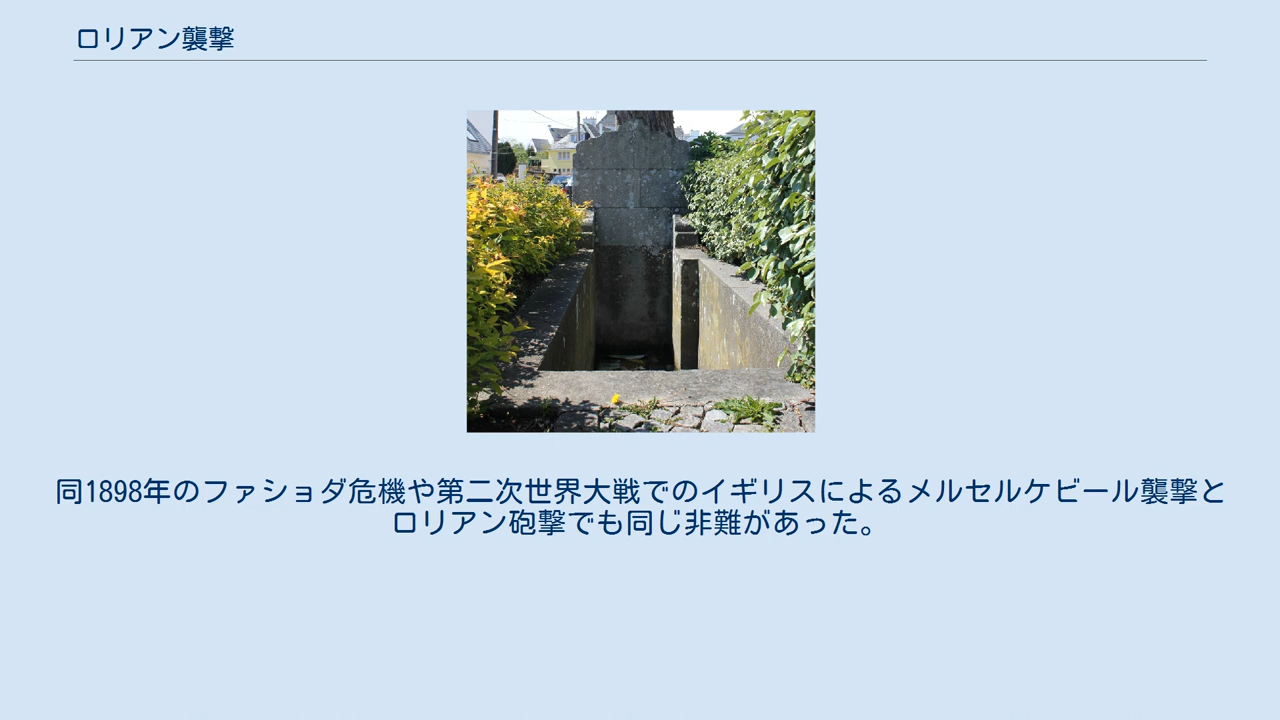 ロリアン襲撃
同1898年のファショダ危機や第二次世界大戦でのイギリスによるメルセルケビール襲撃と
ロリアン砲撃でも同じ非難があった。